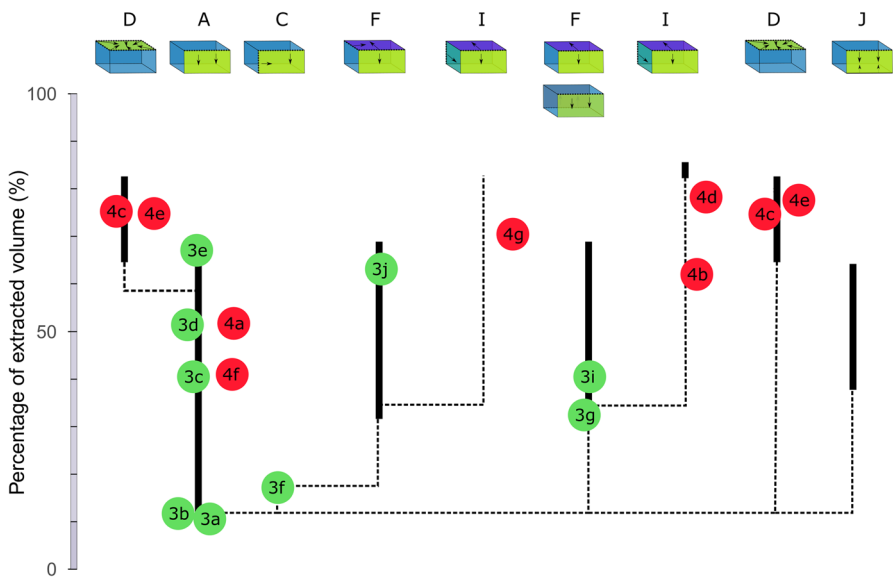 D A C F I F I D J
100
4c 4e 4d 4c 4e
3e 4g
3j 4b
Percentage of extracted volume (%)
50
3d 4a
3c 4f 3i
3g
3f
3b 3a
0